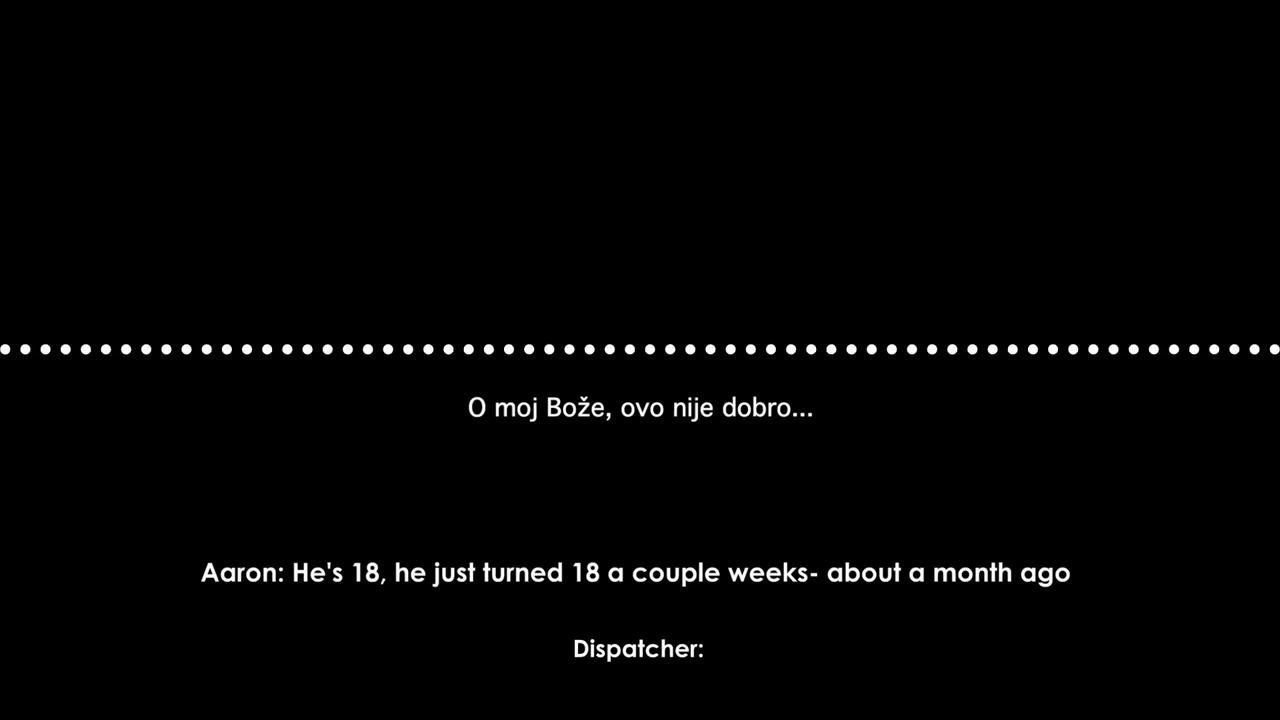 O moj Bože, ovo nije dobro...
Aaron: He's 18, he just turned 18 a couple weeks- about a month ago
Dispatcher: